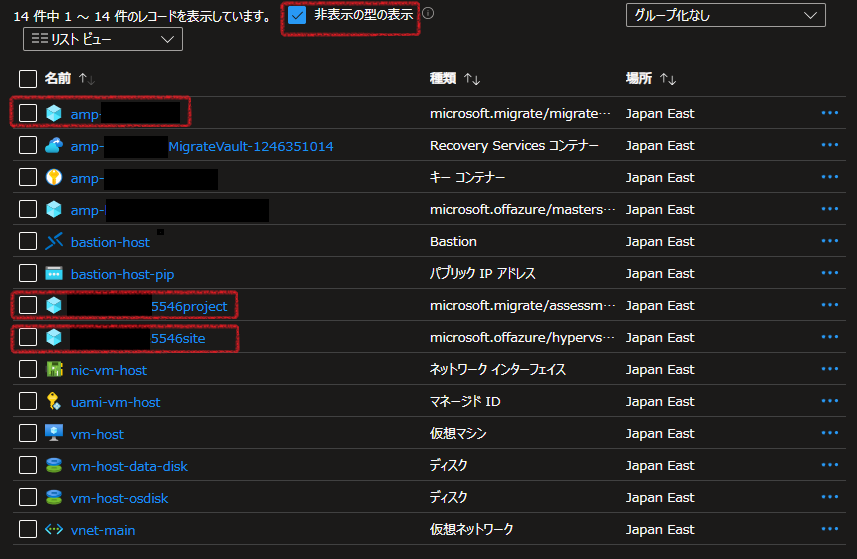 14 件中 1 ～ 14 件のレコードを表示しています。 非表示の型の表示 グループ化なし
リスト ビュー
名前 種類 場所
amp- microsoft.migrate/migrate… Japan East
amp- MigrateVault-1246351014 Recovery Services コンテナー Japan East
amp- キー コンテナー Japan East
amp- microsoft.offazure/masters… Japan East
bastion-host Bastion Japan East
bastion-host-pip パブリック IP アドレス Japan East
5546project microsoft.migrate/assessm… Japan East
5546site microsoft.offazure/hypervs… Japan East
nic-vm-host ネットワーク インターフェイス Japan East
uami-vm-host マネージド ID Japan East
vm-host 仮想マシン Japan East
vm-host-data-disk ディスク Japan East
vm-host-osdisk ディスク Japan East
vnet-main 仮想ネットワーク Japan East